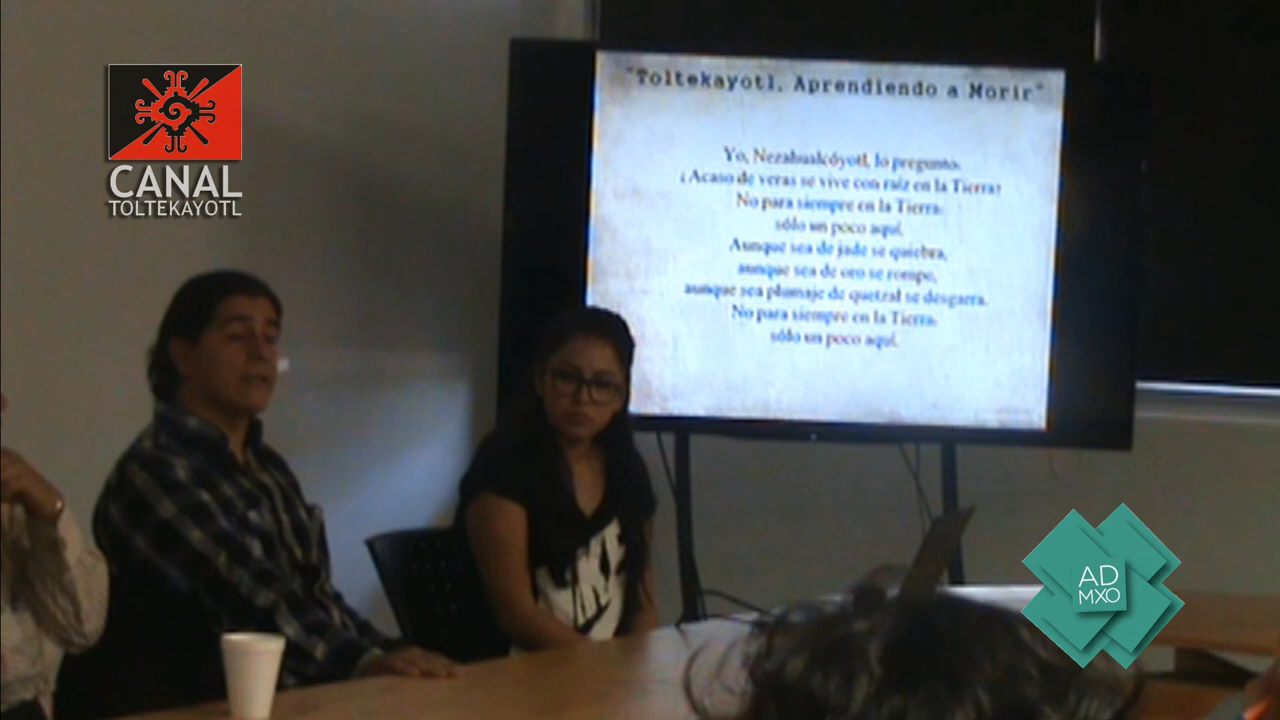 CANAL
TOLTEKAYOTL
"Toltekayotl, Aprendiendo a Morir"
Yo, Nezahualcóyotl, lo pregunto:
¿Acaso de veras se vive con raíz en la Tierra?
No para siempre en la Tierra:
sólo un poco aquí.
Aunque sea de jade se quiebra,
aunque sea de oro se rompe,
aunque sea plumaje de quetzal se desgarra.
No para siempre en la Tierra:
sólo un poco aquí.
NIKE
AD
MXO